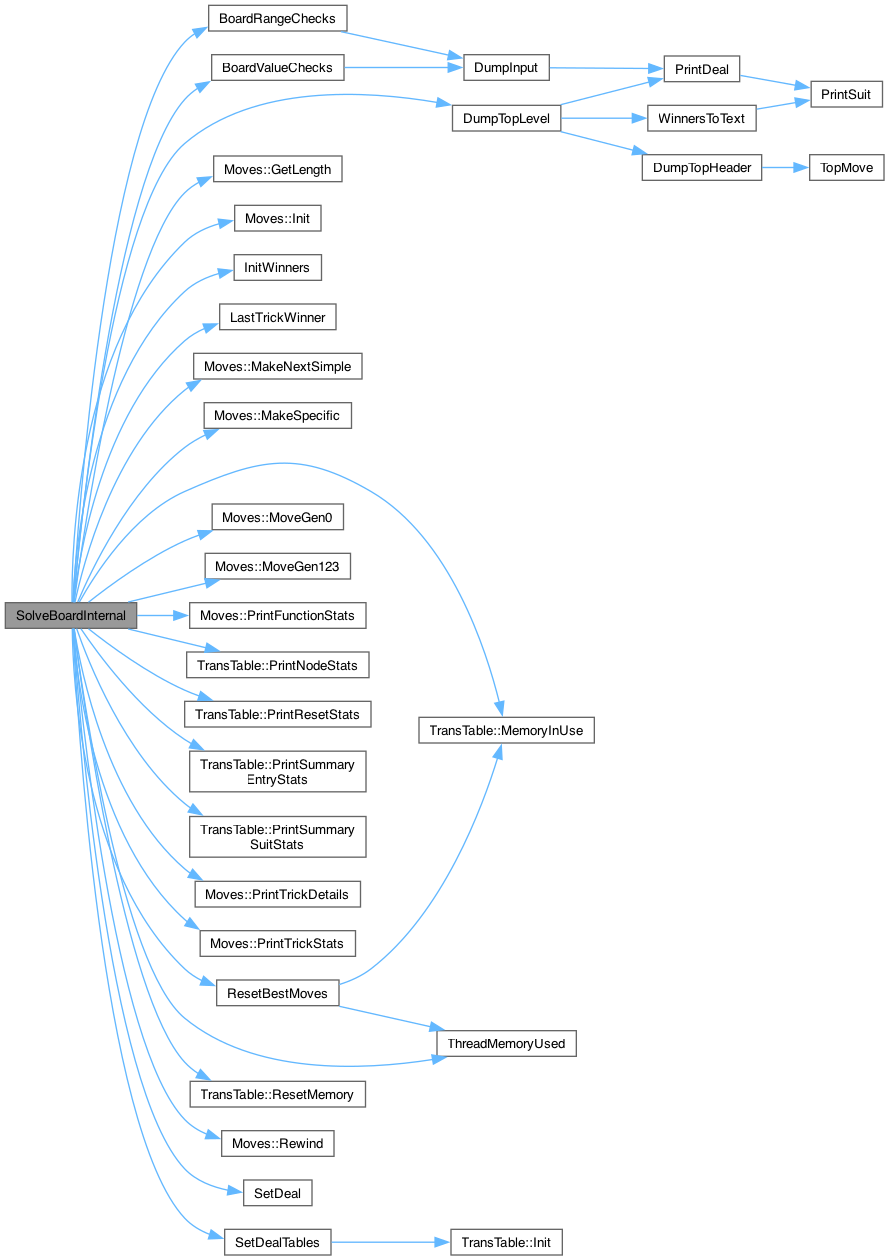 BoardRangeChecks
BoardValueChecks
DumpInput
PrintDeal
PrintSuit
DumpTopLevel
WinnersToText
DumpTopHeader
TopMove
Moves::GetLength
Moves::Init
InitWinners
LastTrickWinner
Moves::MakeNextSimple
Moves::MakeSpecific
Moves::MoveGen0
Moves::MoveGen123
SolveBoardInternal
Moves::PrintFunctionStats
TransTable::PrintNodeStats
TransTable::PrintResetStats
TransTable::MemoryInUse
TransTable::PrintSummary
EntryStats
TransTable::PrintSummary
SuitStats
Moves::PrintTrickDetails
Moves::PrintTrickStats
ResetBestMoves
ThreadMemoryUsed
TransTable::ResetMemory
Moves::Rewind
SetDeal
SetDealTables
TransTable::Init